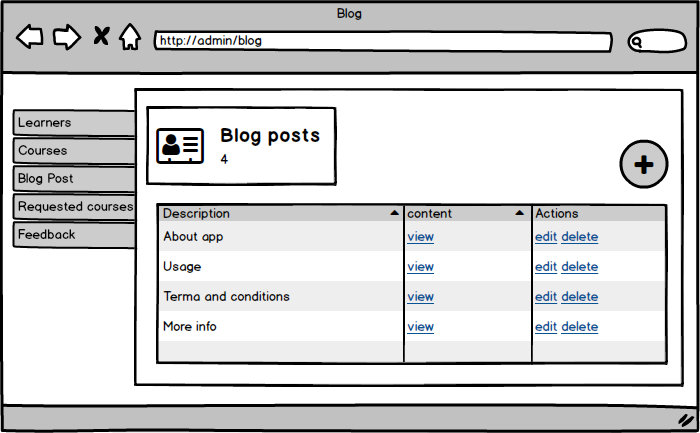 Blog
http://admin/blog
Learners
Courses
Blog Post
Requested courses
Feedback
Blog posts
4
Description content Actions
About app view edit delete
Usage view edit delete
Terma and conditions view edit delete
More info view edit delete